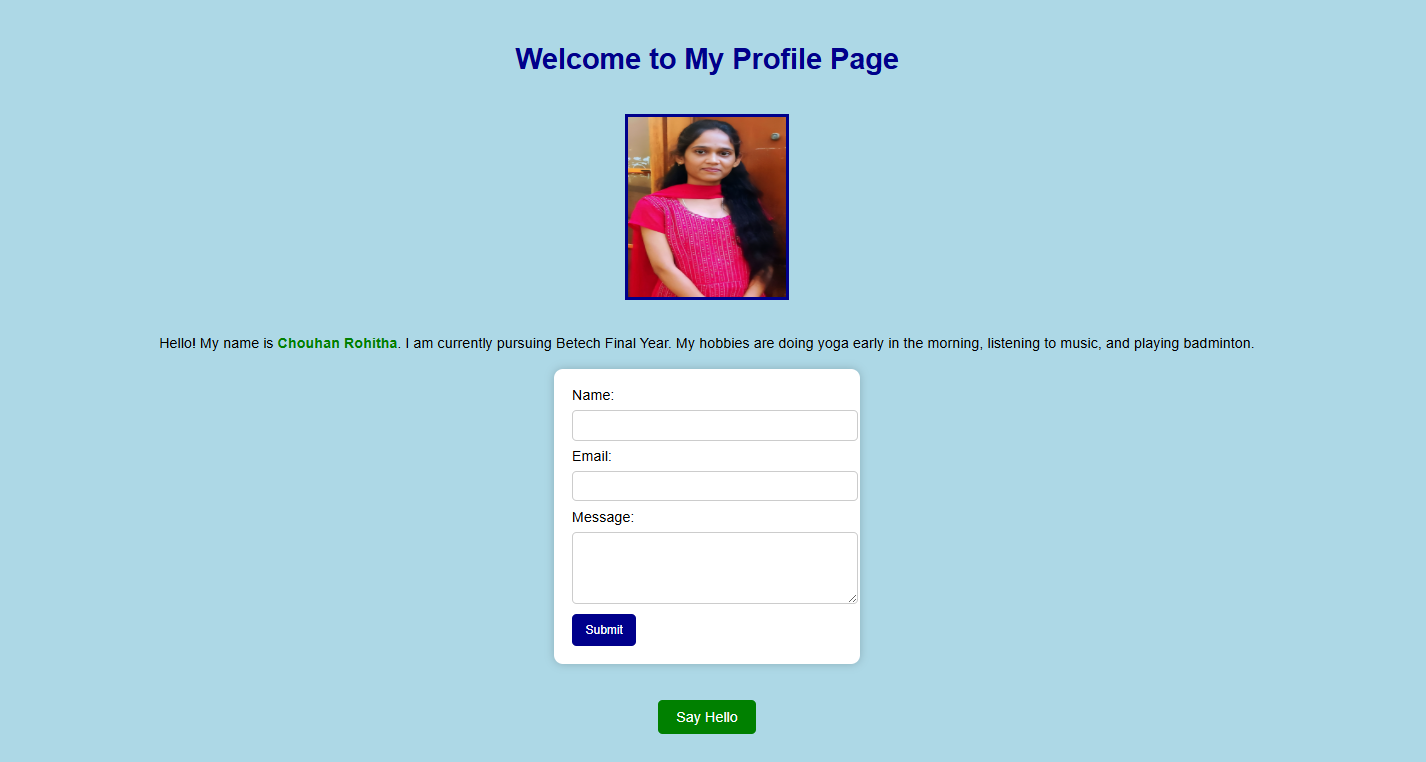 Welcome to My Profile Page
Hello! My name is Chouhan Rohitha. I am currently pursuing Betech Final Year. My hobbies are doing yoga early in the morning, listening to music, and playing badminton.
Name:
Email:
Message:
Submit
Say Hello